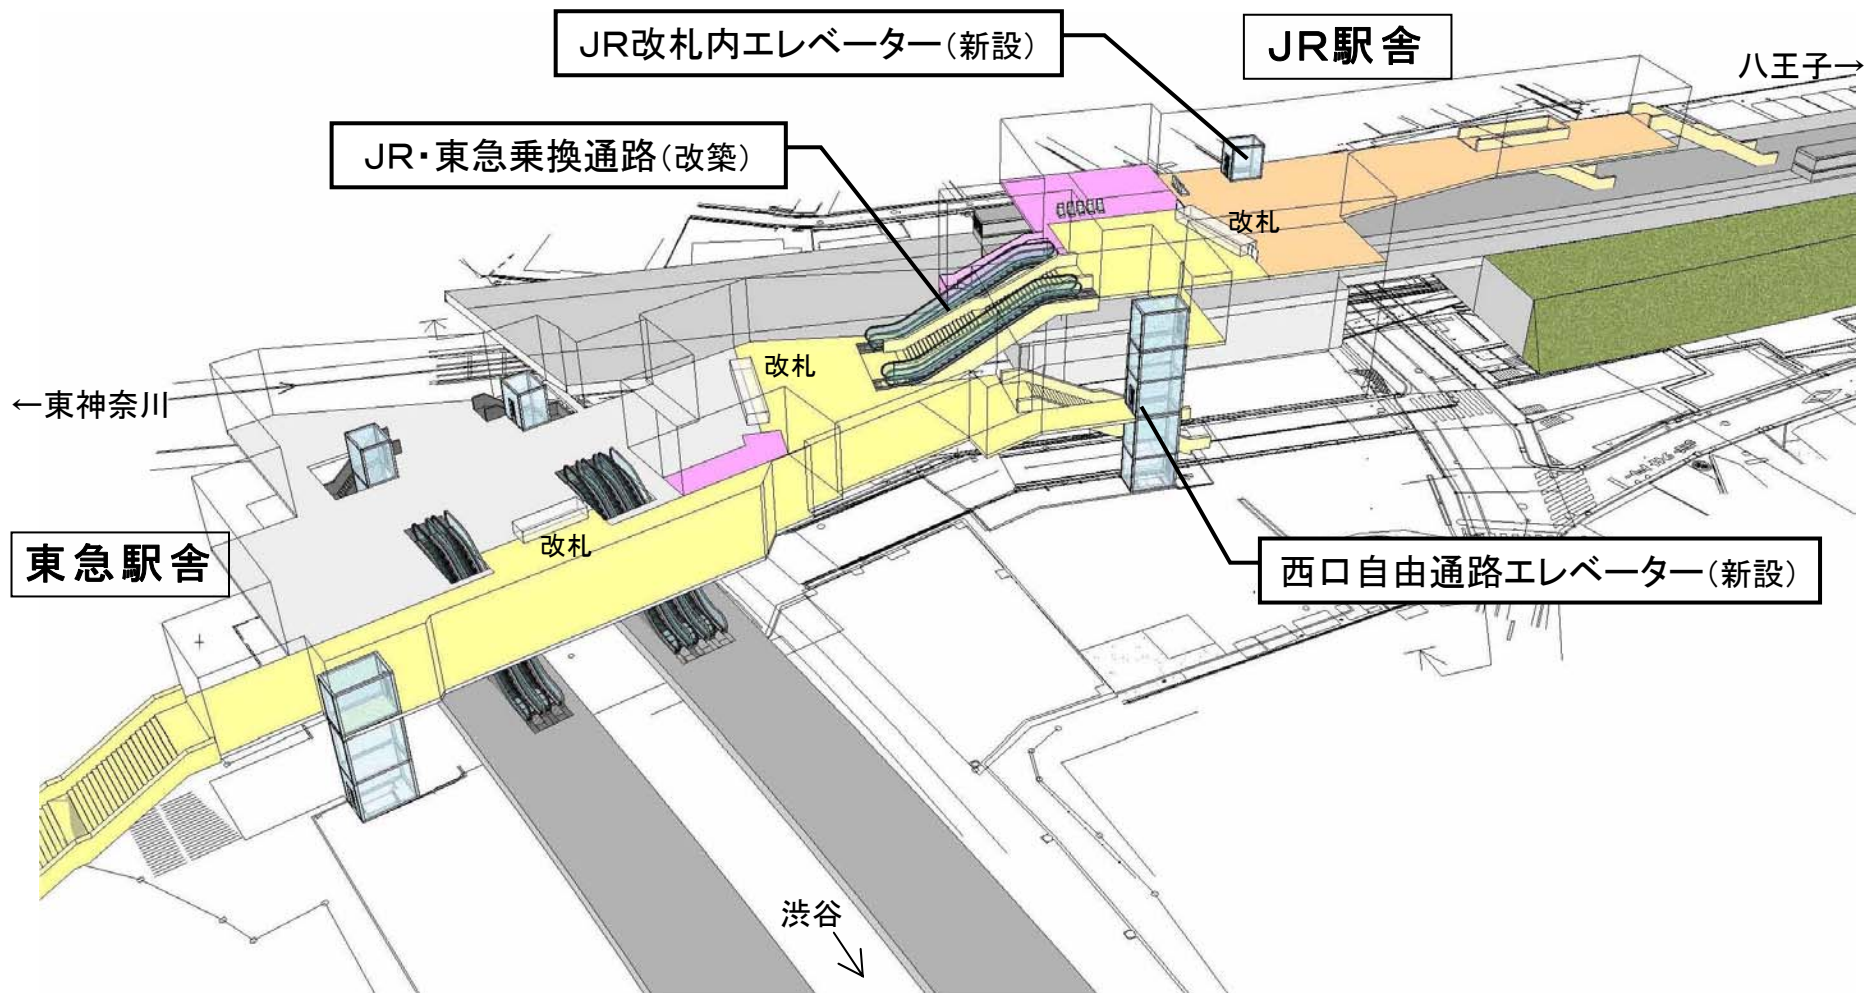 JR改札内エレベーター(新設)
JR駅舎
八王子→
JR・東急乗換通路(改築)
改札
改札
←東神奈川
東急駅舎
改札
西口自由通路エレベーター(新設)
渋谷